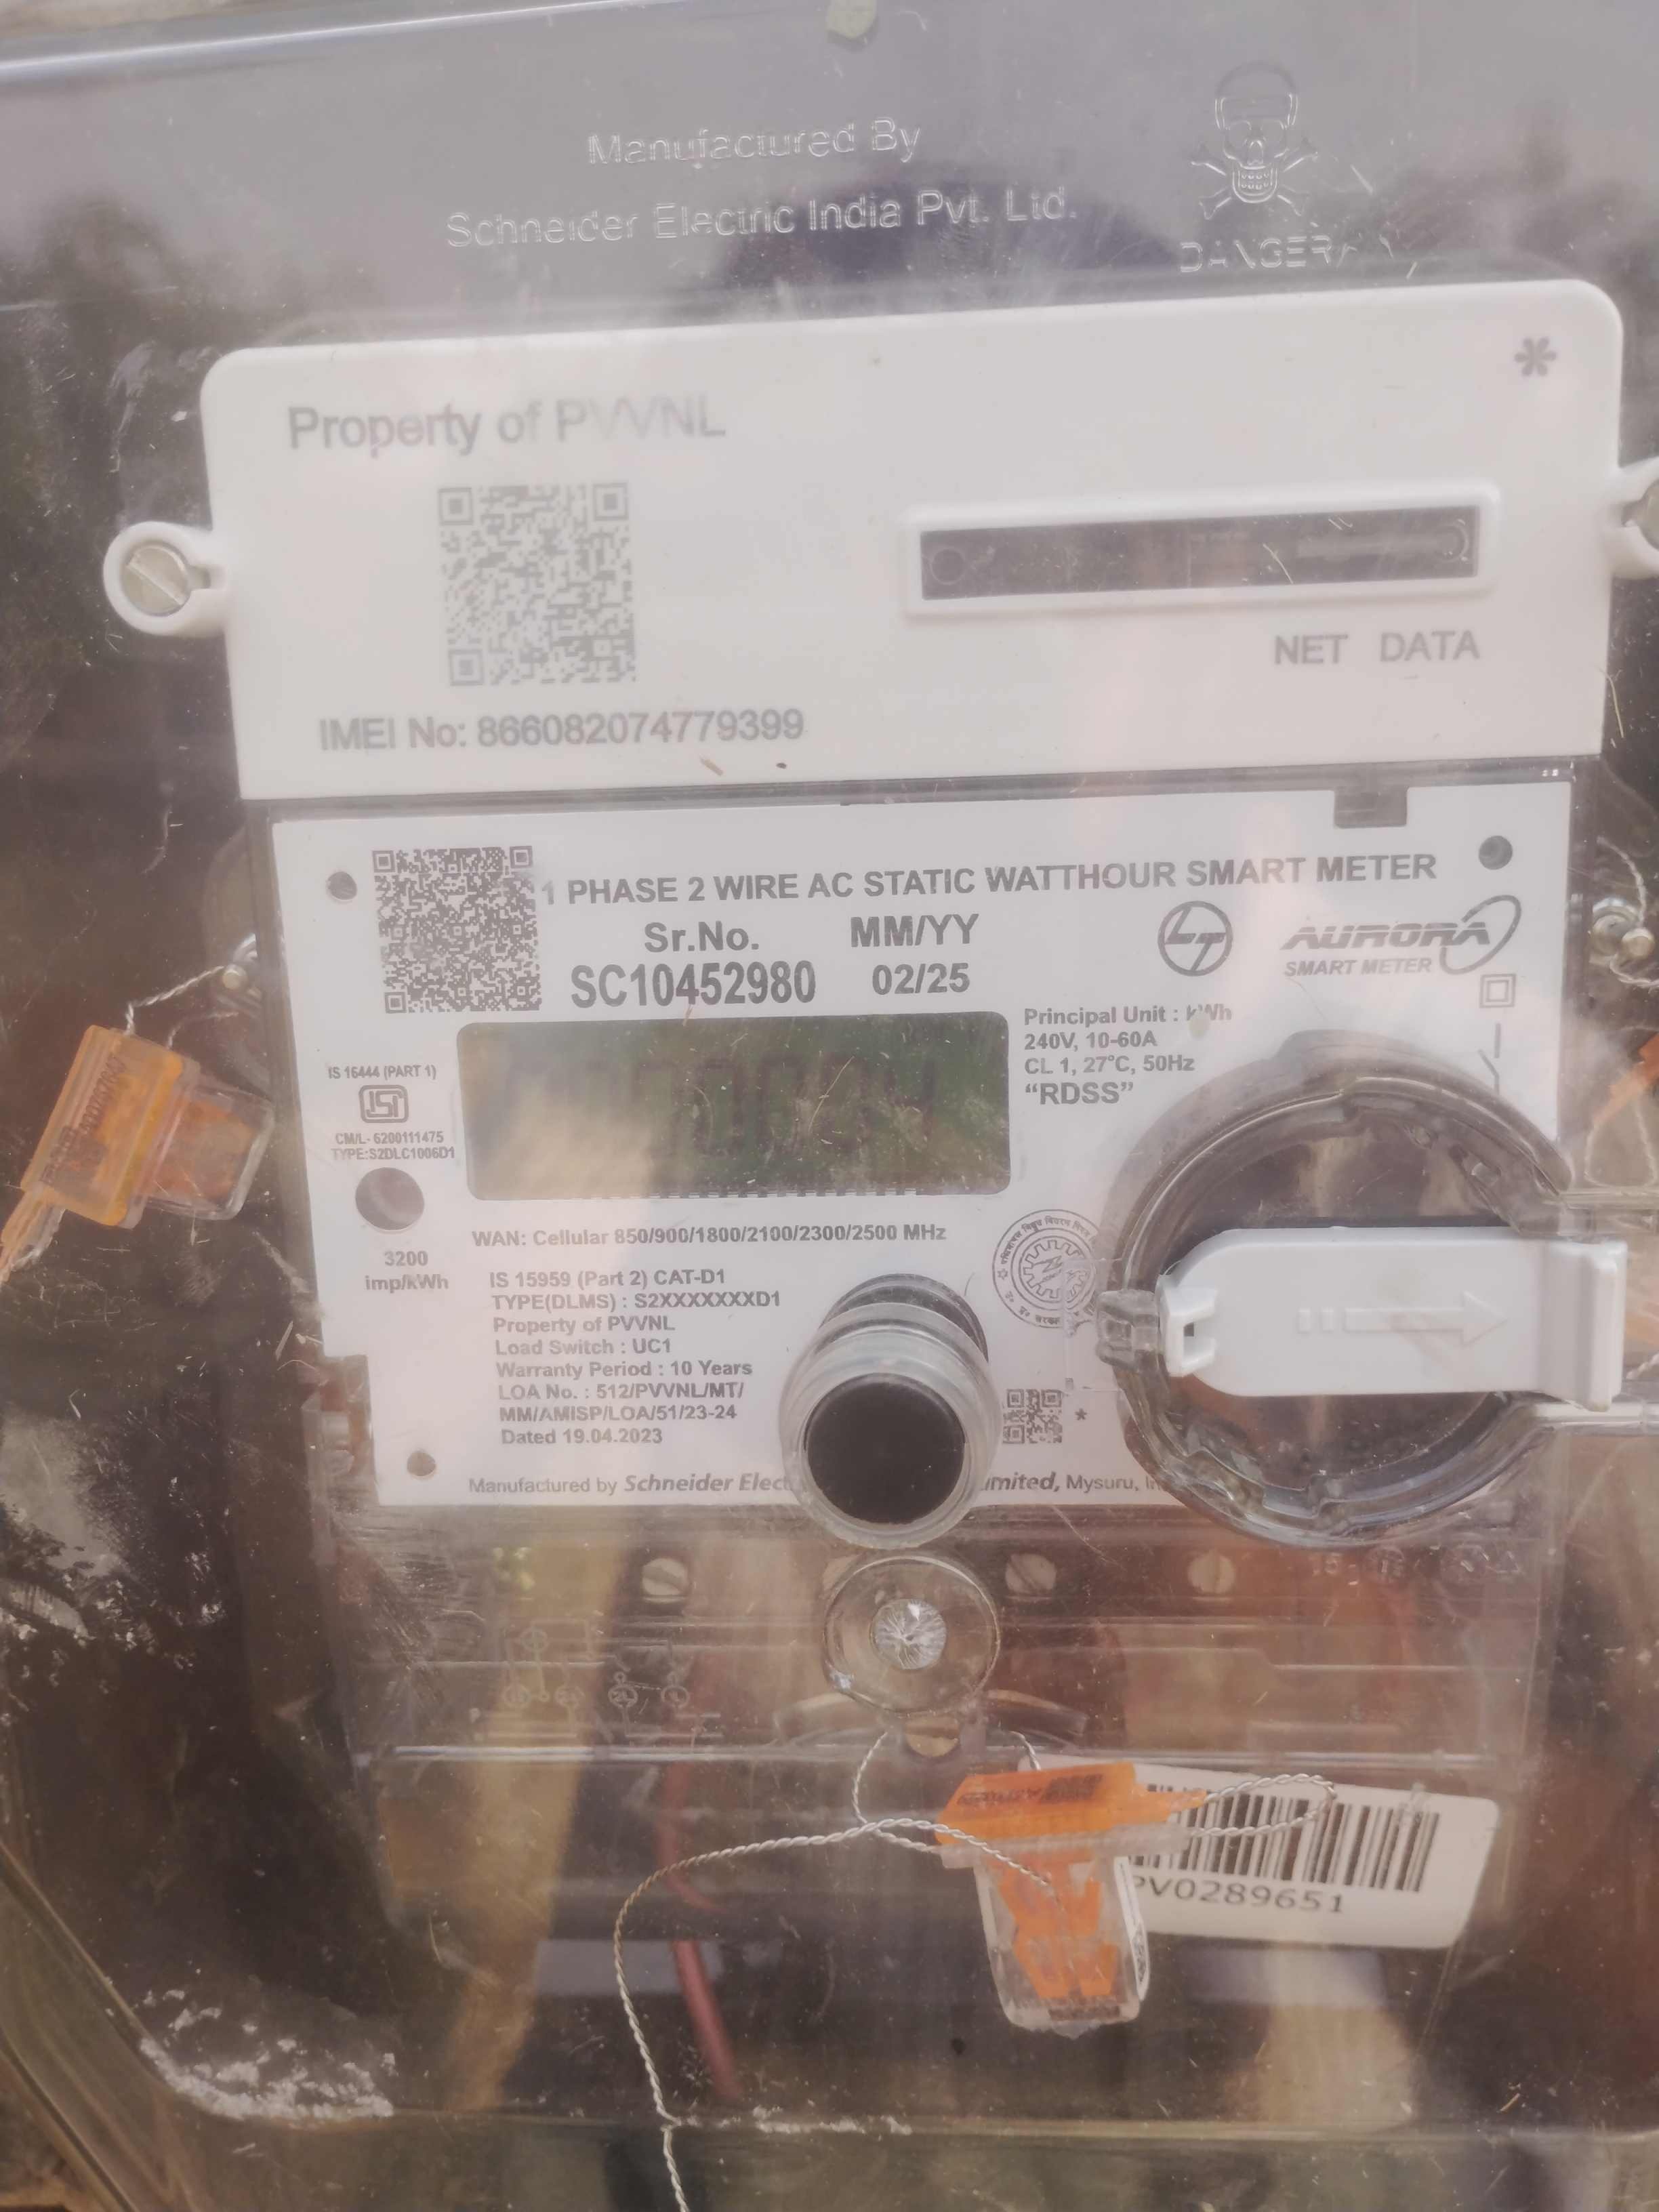 Manufactured By
Schneider Electric India Pvt. Ltd.
DANGER
Property of PVVNL
NET DATA
IMEI No: 866082074779399
1 PHASE 2 WIRE AC STATIC WATTHOUR SMART METER
Sr.No. MM/YY
SC10452980 02/25
LT
AURORA
SMART METER
Principal Unit : kWh
240V, 10-60A
CL 1, 27°C, 50Hz
“RDSS”
IS 16444 (PART 1)
ISI
CM/L- 6200111475
TYPE:S2DLC1006D1
3200
imp/kWh
WAN: Cellular 850/900/1800/2100/2300/2500 MHz
IS 15959 (Part 2) CAT-D1
TYPE(DLMS) : S2XXXXXXXD1
Property of PVVNL
Load Switch : UC1
Warranty Period : 10 Years
LOA No. : 512/PVVNL/MT/
MM/AMISP/LOA/51/23-24
Dated 19.04.2023
Manufactured by Schneider Elect imited, Mysuru, In
PV0289651